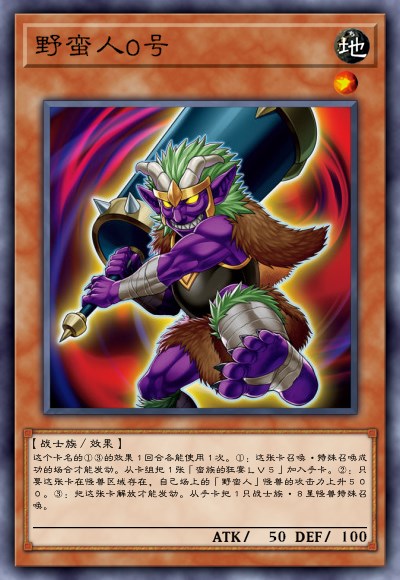 野蛮人0号
地
【战士族/效果】
这个卡名的①③的效果1回合各能使用1次。①：这张卡召唤·特殊召唤成
功的场合才能发动。从卡组把1张「蛮族的狂宴LV5」加入手卡。②：只
要这张卡在怪兽区域存在，自己场上的「野蛮人」怪兽的攻击力上升50
0。③：把这张卡解放才能发动。从手卡把1只战士族·8星怪兽特殊召
唤。
ATK/ 50 DEF/ 100